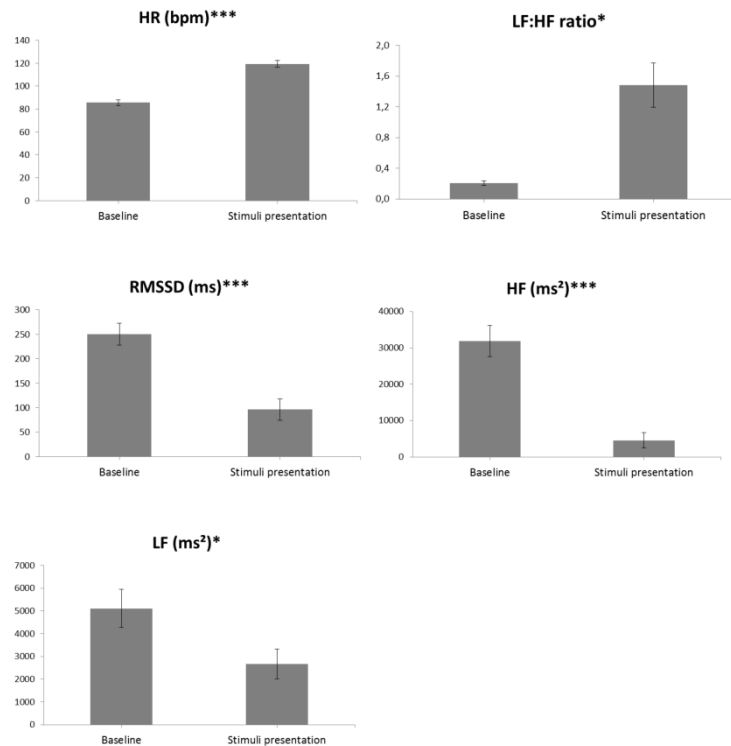 HR (bpm)***
140
120
100
80
60
40
20
0
Baseline
Stimuli presentation
LF:HF ratio*
2,0
1,6
1,2
0,8
0,4
0,0
Baseline
Stimuli presentation
RMSSD (ms)***
300
250
200
150
100
50
0
Baseline
Stimuli presentation
HF (ms²)***
40000
30000
20000
10000
0
Baseline
Stimuli presentation
LF (ms²)*
7000
6000
5000
4000
3000
2000
1000
0
Baseline
Stimuli presentation